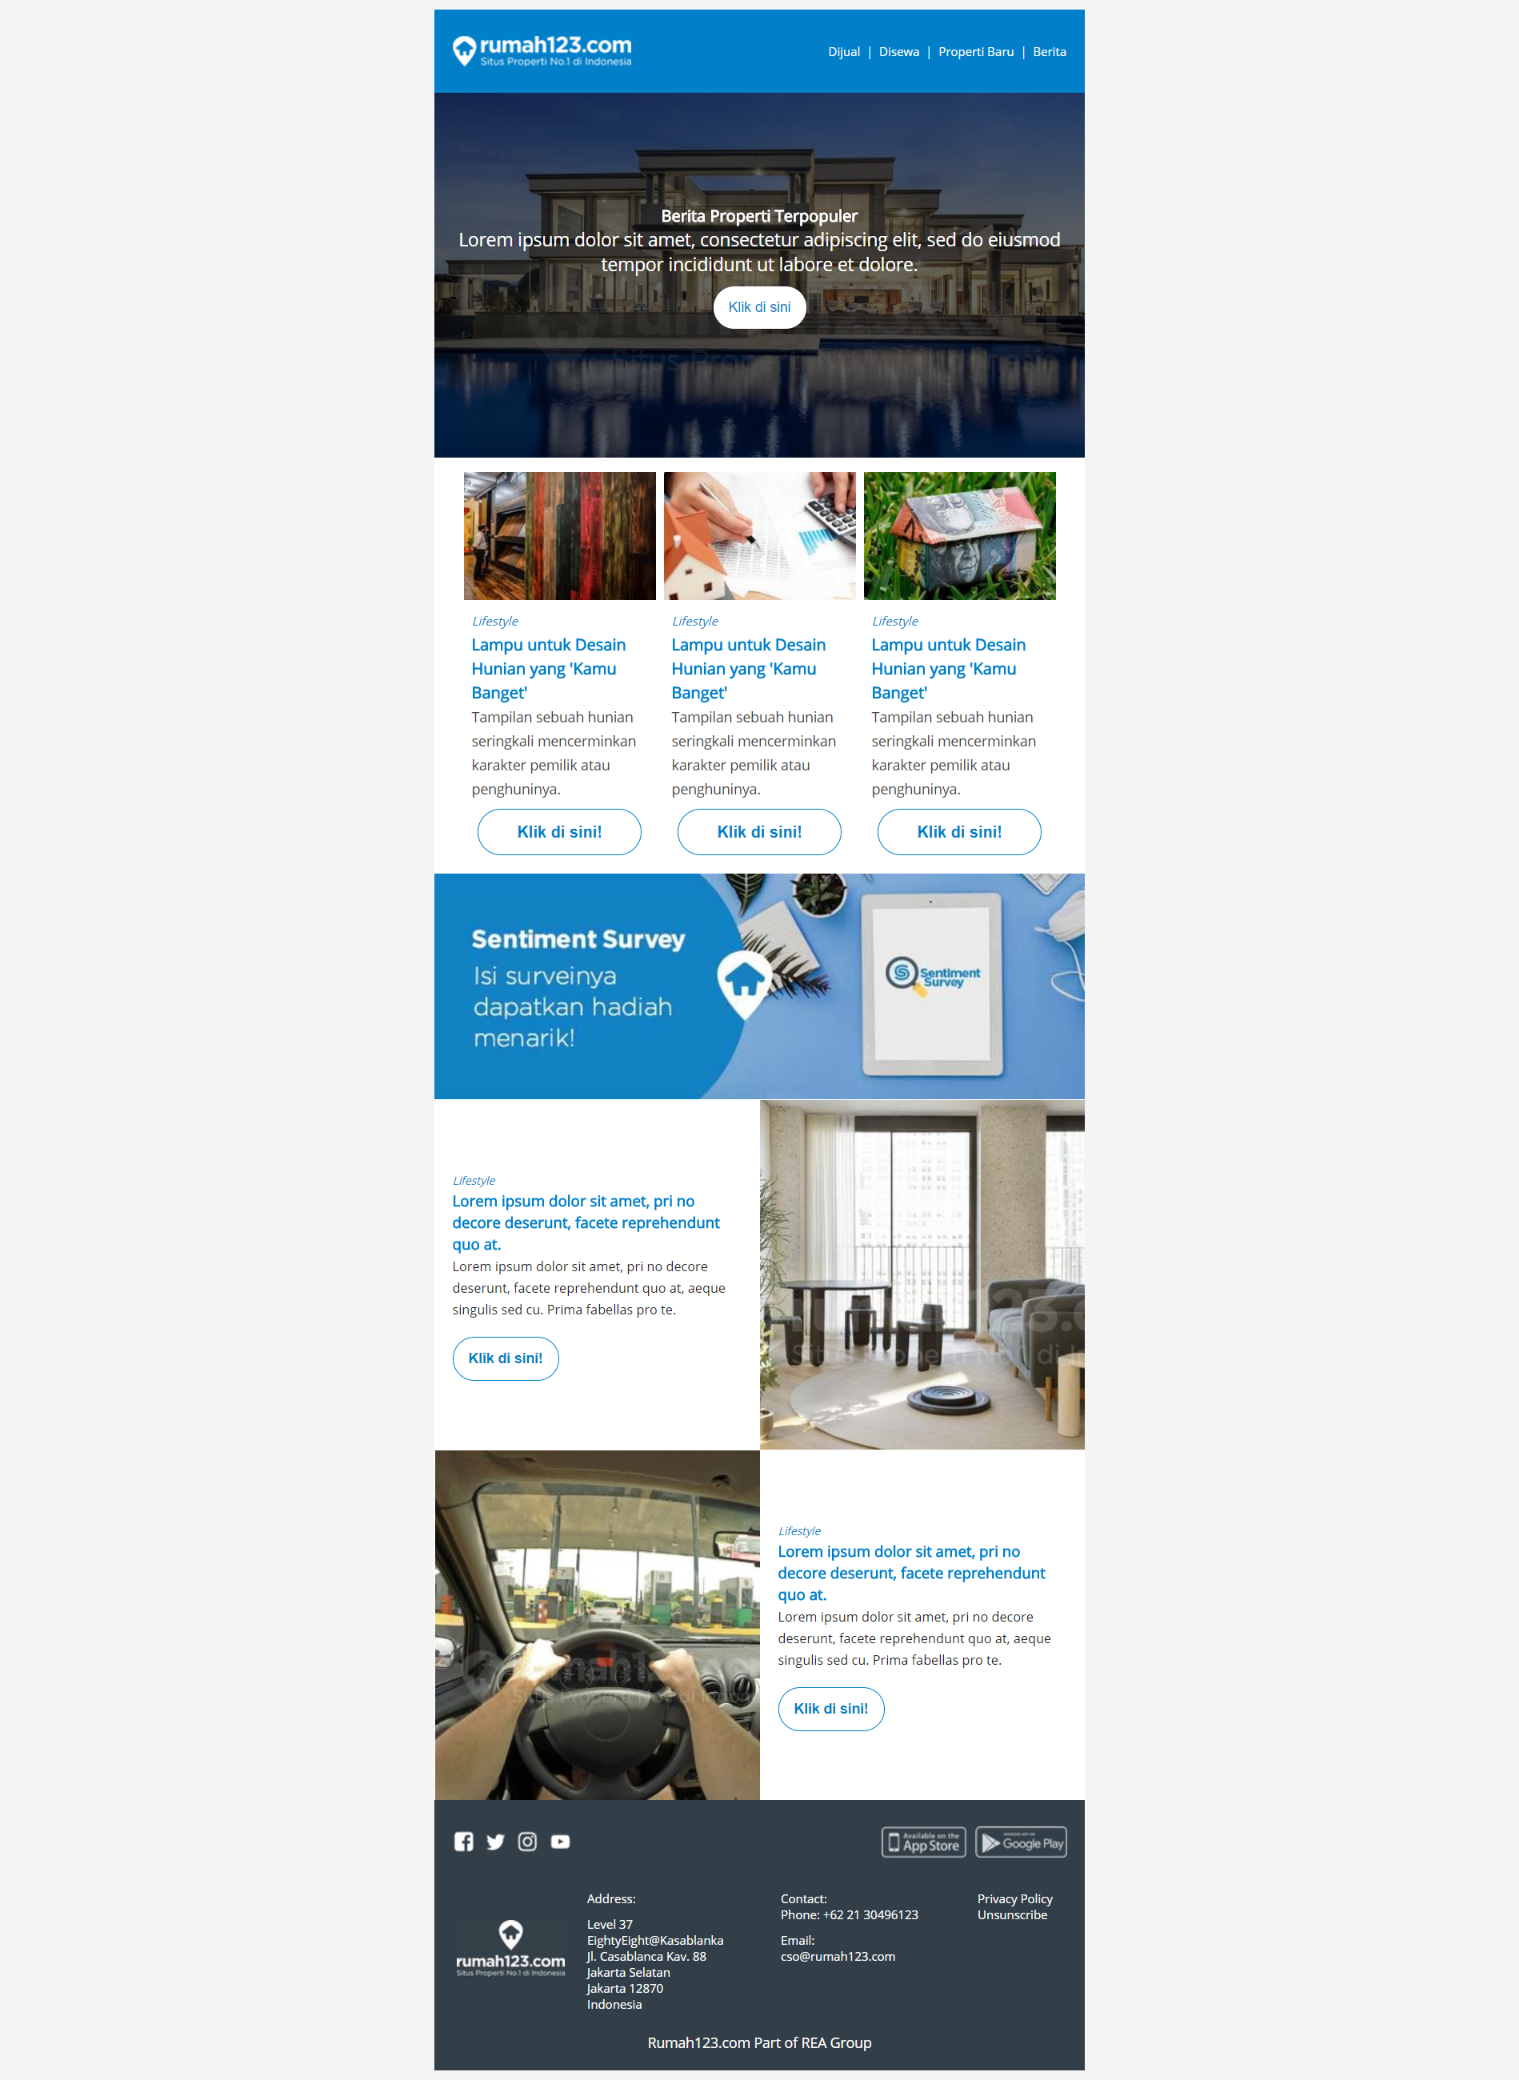 rumah123.com
Situs Properti No.1 di Indonesia
Dijual | Disewa | Properti Baru | Berita
Berita Properti Terpopuler
Lorem ipsum dolor sit amet, consectetur adipiscing elit, sed do eiusmod
tempor incididunt ut labore et dolore.
Klik di sini
Lifestyle
Lampu untuk Desain
Hunian yang 'Kamu
Banget'
Tampilan sebuah hunian
seringkali mencerminkan
karakter pemilik atau
penghuninya.
Klik di sini!
Lifestyle
Lampu untuk Desain
Hunian yang 'Kamu
Banget'
Tampilan sebuah hunian
seringkali mencerminkan
karakter pemilik atau
penghuninya.
Klik di sini!
Lifestyle
Lampu untuk Desain
Hunian yang 'Kamu
Banget'
Tampilan sebuah hunian
seringkali mencerminkan
karakter pemilik atau
penghuninya.
Klik di sini!
Sentiment Survey
Isi surveinya
dapatkan hadiah
menarik!
Sentiment
Survey
Lifestyle
Lorem ipsum dolor sit amet, pri no
decore deserunt, facete reprehendunt
quo at.
Lorem ipsum dolor sit amet, pri no decore
deserunt, facete reprehendunt quo at, aeque
singulis sed cu. Prima fabellas pro te.
Klik di sini!
Lifestyle
Lorem ipsum dolor sit amet, pri no
decore deserunt, facete reprehendunt
quo at.
Lorem ipsum dolor sit amet, pri no decore
deserunt, facete reprehendunt quo at, aeque
singulis sed cu. Prima fabellas pro te.
Klik di sini!
Available on the
App Store
ANDROID APP ON
Google Play
rumah123.com
Situs Properti No.1 di Indonesia
Address:
Level 37
EightyEight@Kasablanka
Jl. Casablanca Kav. 88
Jakarta Selatan
Jakarta 12870
Indonesia
Contact:
Phone: +62 21 30496123
Email:
cso@rumah123.com
Privacy Policy
Unsunscribe
Rumah123.com Part of REA Group